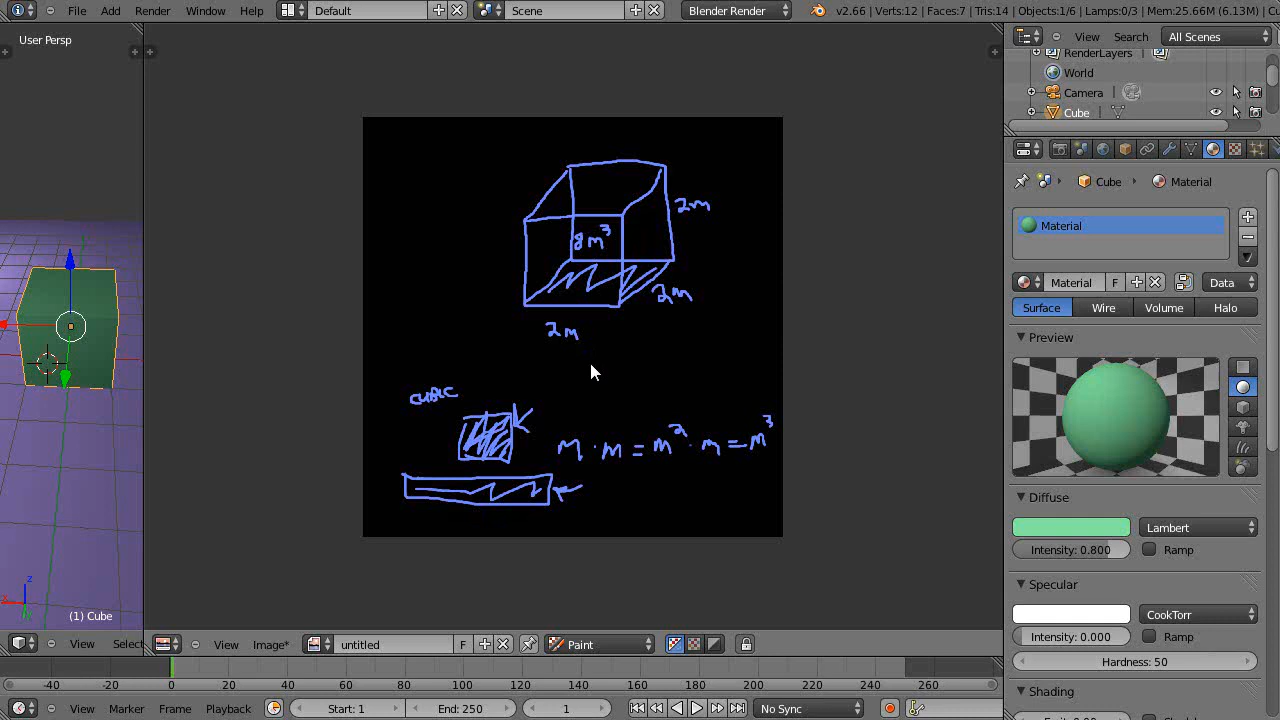 File Add Render Window Help Default Scene Blender Render v2.66 | Verts:12 | Faces:7 | Tris:14 | Objects:1/6 | Lamps:0/3 | Mem:25.66M (6.13M) | Cube
User Persp
View Search All Scenes
RenderLayers
World
Camera
Cube
Cube Material
Material
Material F Data
Surface Wire Volume Halo
Preview
Diffuse
Lambert
Intensity: 0.800 Ramp
Specular
CookTorr
Intensity: 0.000 Ramp
Hardness: 50
Shading
2m
8m³
2m
2m
cubic
m · m = m² · m = m³
z
x
(1) Cube
View Select
View Image* untitled F Paint
-40 -20 0 20 40 60 80 100 120 140 160 180 200 220 240 260
View Marker Frame Playback Start: 1 End: 250 1 No Sync